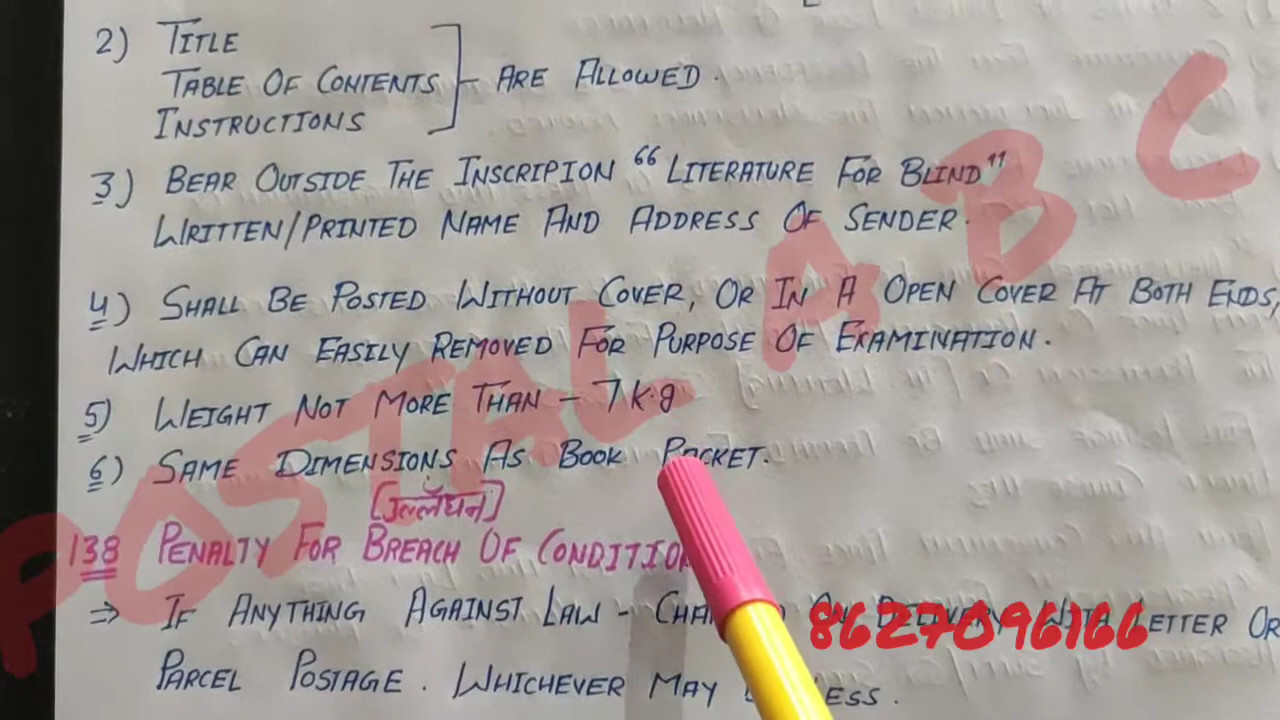 2) TITLE
TABLE OF CONTENTS
INSTRUCTIONS
ARE ALLOWED.
3) BEAR OUTSIDE THE INSCRIPION "LITERATURE FOR BLIND"
WRITTEN/PRINTED NAME AND ADDRESS OF SENDER.
4) SHALL BE POSTED WITHOUT COVER, OR IN A OPEN COVER AT BOTH ENDS,
WHICH CAN EASILY REMOVED FOR PURPOSE OF EXAMINATION.
5) WEIGHT NOT MORE THAN - 7 K.g
6) SAME DIMENSIONS AS BOOK PACKET.
[उल्लँघन]
138 PENALTY FOR BREACH OF CONDITION
⇒ IF ANYTHING AGAINST LAW - ON DELIVERY WITH LETTER OR
PARCEL POSTAGE. WHICHEVER MAY
POSTAL A B C
8627096166